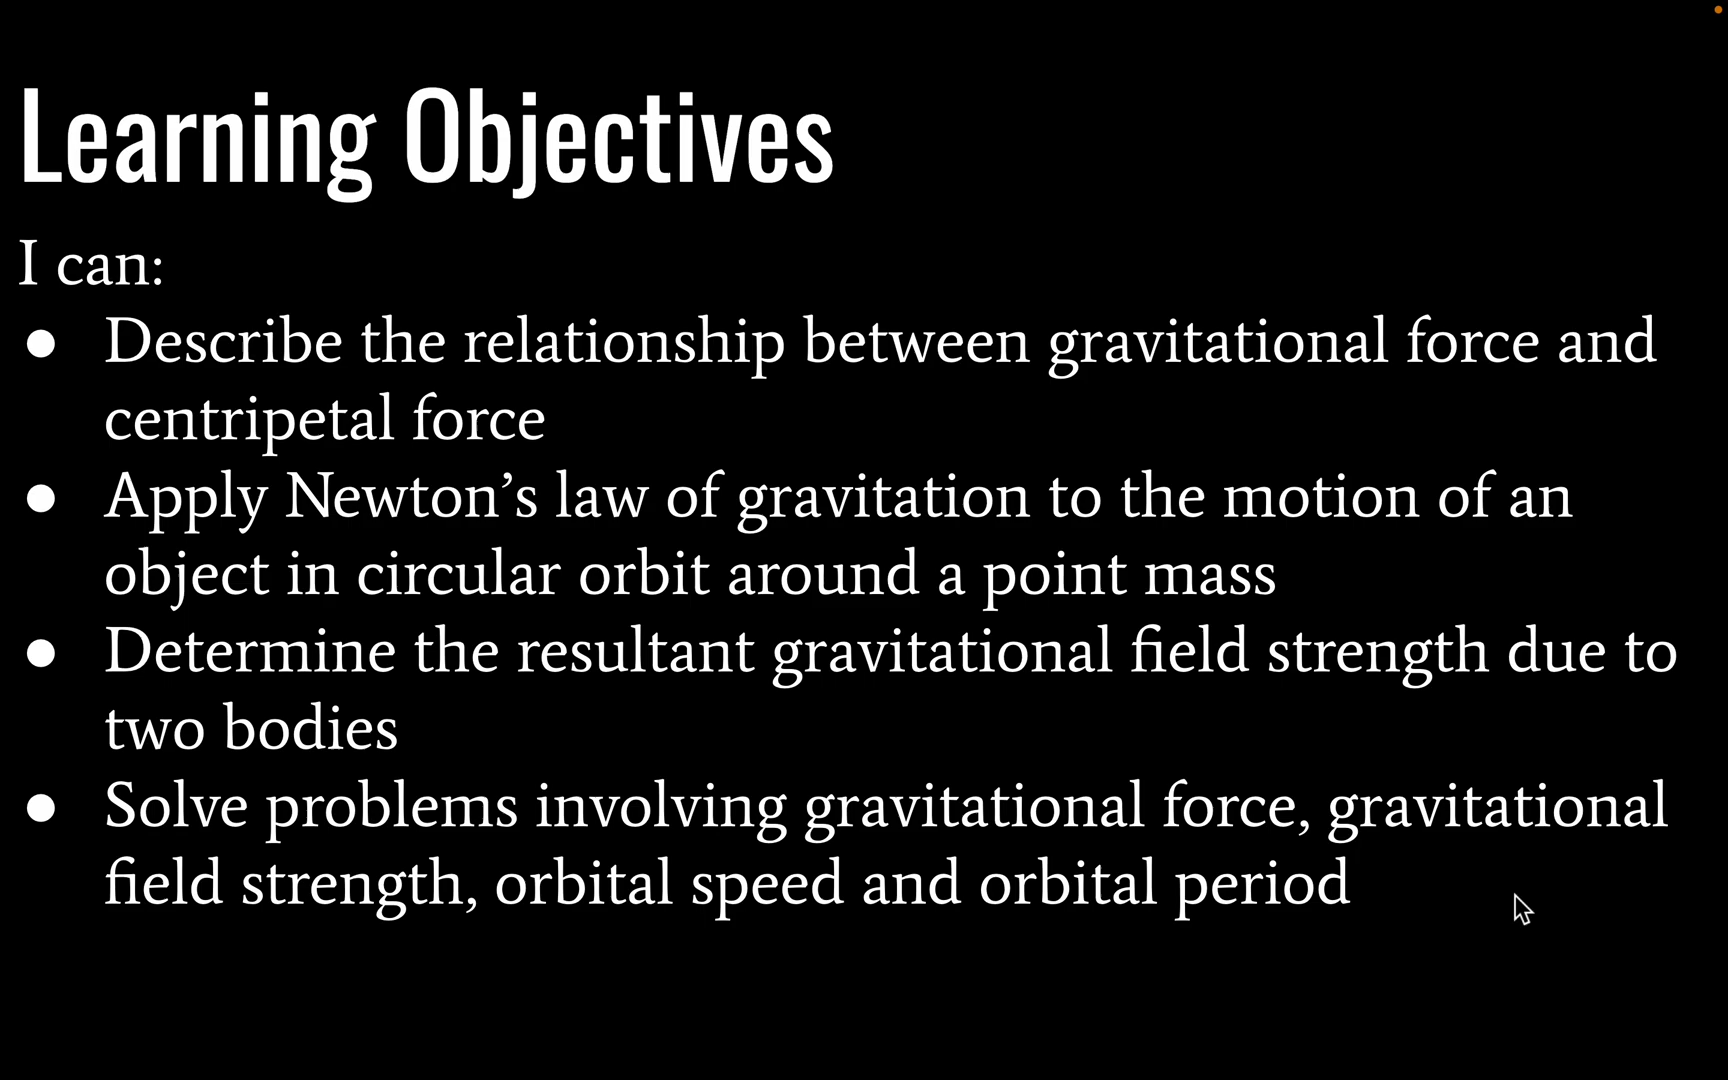 Learning Objectives
I can:
● Describe the relationship between gravitational force and
centripetal force
● Apply Newton’s law of gravitation to the motion of an
object in circular orbit around a point mass
● Determine the resultant gravitational field strength due to
two bodies
● Solve problems involving gravitational force, gravitational
field strength, orbital speed and orbital period